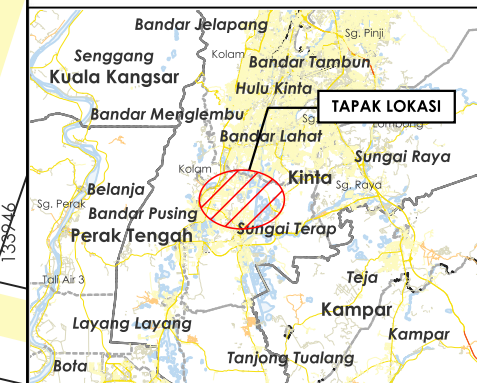 Bandar Jelapang
Sg. Pinji
Senggang
Kolam
Bandar Tambun
Kuala Kangsar
Hulu Kinta
TAPAK LOKASI
Bandar Menglembu
Sg.
Bandar Lahat
Sungai Raya
Kolam
Kinta
Sg. Raya
Belanja
Sg. Perak
Bandar Pusing
133946
Perak Tengah
Sungai Terap
Tali Air 3
Teja
Kampar
Layang Layang
Kampar
Tanjong Tualang
Bota